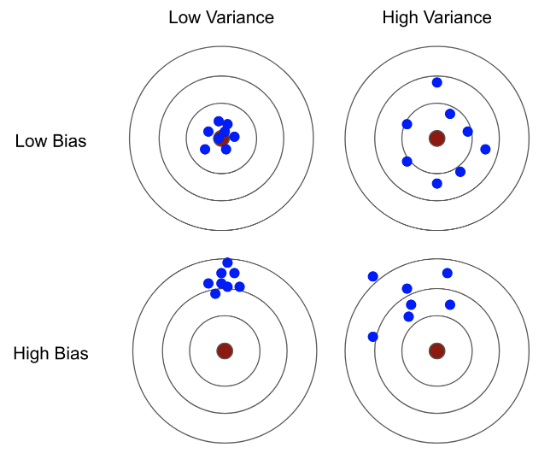 Low Variance
High Variance
Low Bias
High Bias